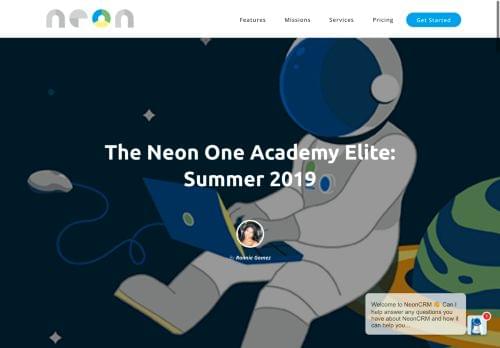 neon
Features
Missions
Services
Pricing
Get Started
The Neon One Academy Elite:
Summer 2019
By Ronnie Gomez
Welcome to NeonCRM 👋 Can I
help answer any questions you
have about NeonCRM and how it
can help you...
1